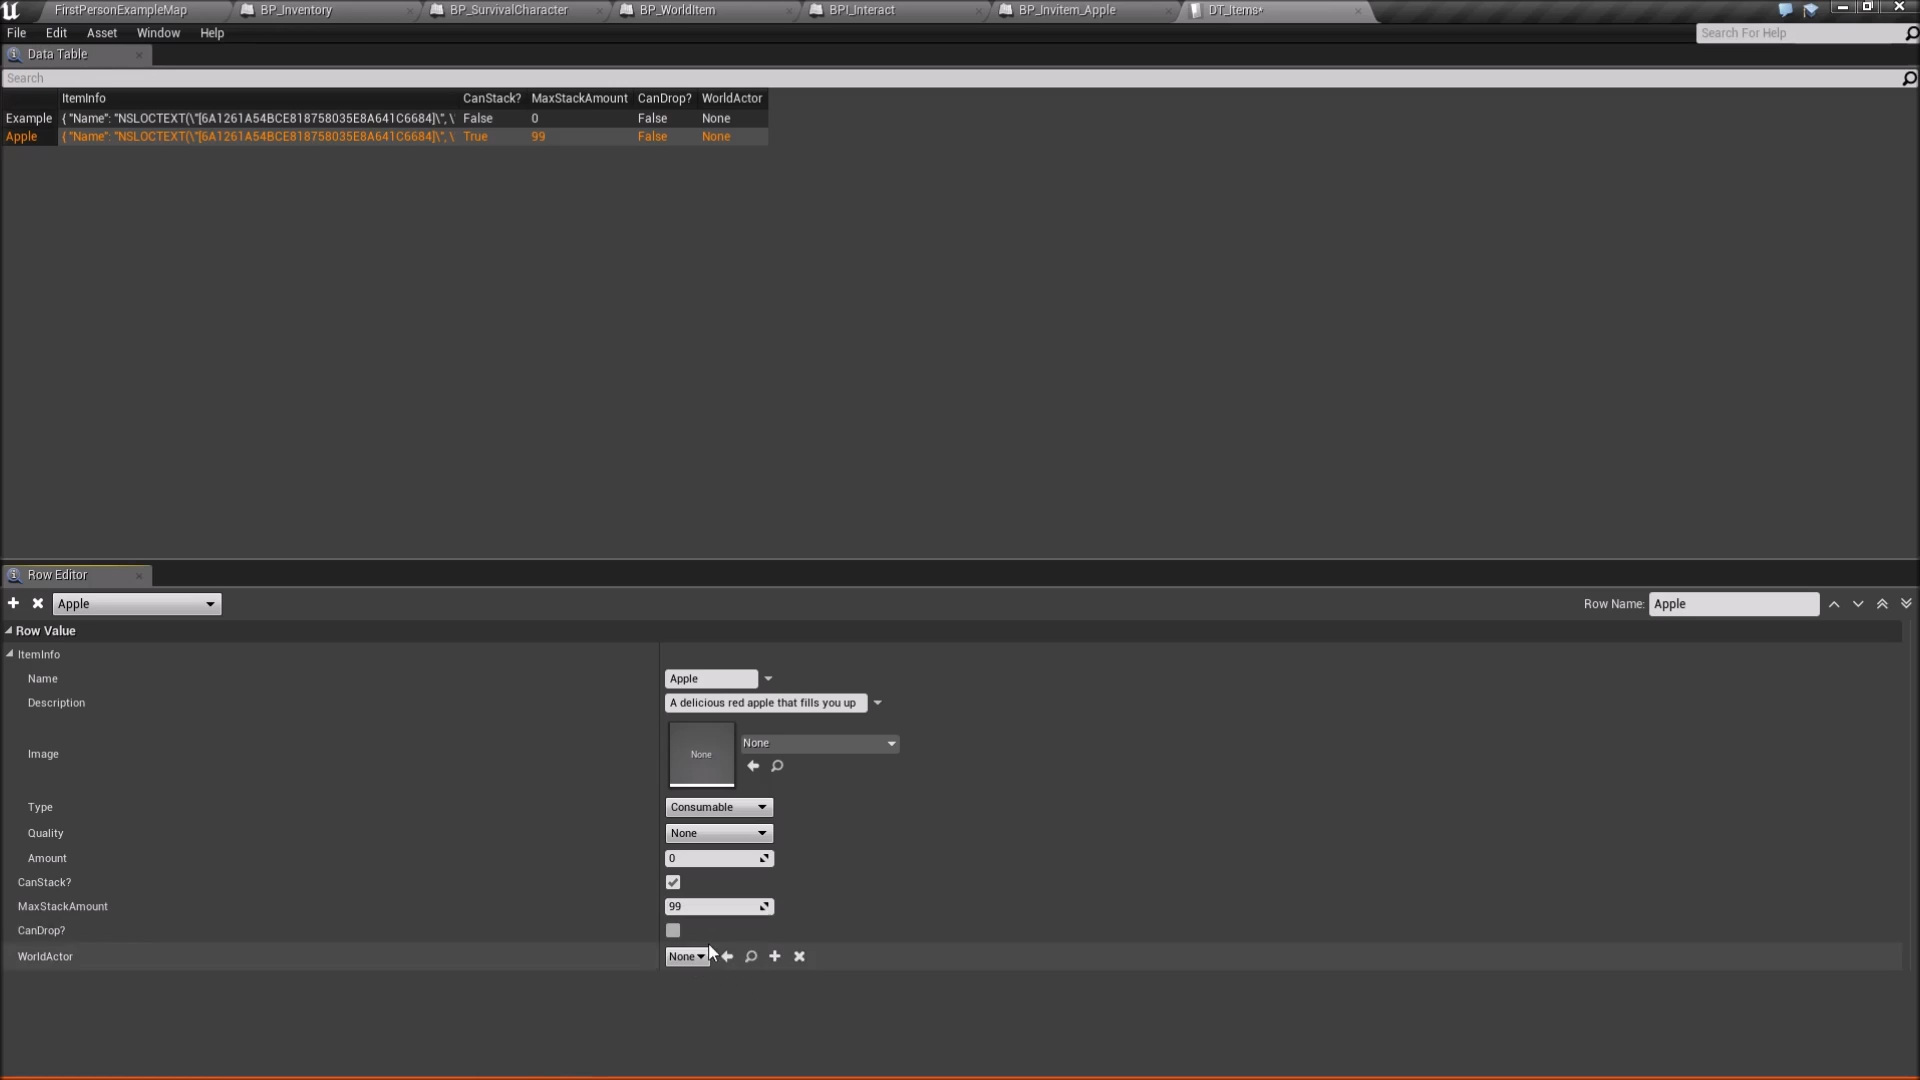 FirstPersonExampleMap BP_Inventory BP_SurvivalCharacter BP_WorldItem BPI_Interact BP_Invitem_Apple DT_Items*
File Edit Asset Window Help Search For Help
Data Table
Search
ItemInfo CanStack? MaxStackAmount CanDrop? WorldActor
Example { "Name": "NSLOCTEXT(\"[6A1261A54BCE818758035E8A641C6684]\", \ False 0 False None
Apple { "Name": "NSLOCTEXT(\"[6A1261A54BCE818758035E8A641C6684]\", \ True 99 False None
Row Editor
Apple Row Name: Apple
Row Value
ItemInfo
Name Apple
Description A delicious red apple that fills you up
Image None None
Type Consumable
Quality None
Amount 0
CanStack?
MaxStackAmount 99
CanDrop?
WorldActor None